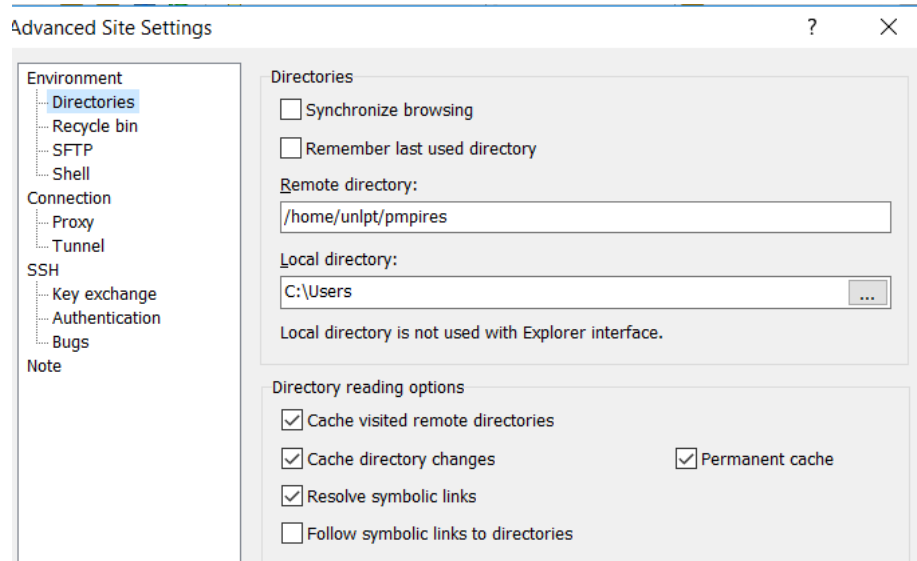 Advanced Site Settings
?
Environment
Directories
Recycle bin
SFTP
Shell
Connection
Proxy
Tunnel
SSH
Key exchange
Authentication
Bugs
Note
Directories
Synchronize browsing
Remember last used directory
Remote directory:
/home/unlpt/pmpires
Local directory:
C:\Users
...
Local directory is not used with Explorer interface.
Directory reading options
Cache visited remote directories
Cache directory changes
Permanent cache
Resolve symbolic links
Follow symbolic links to directories